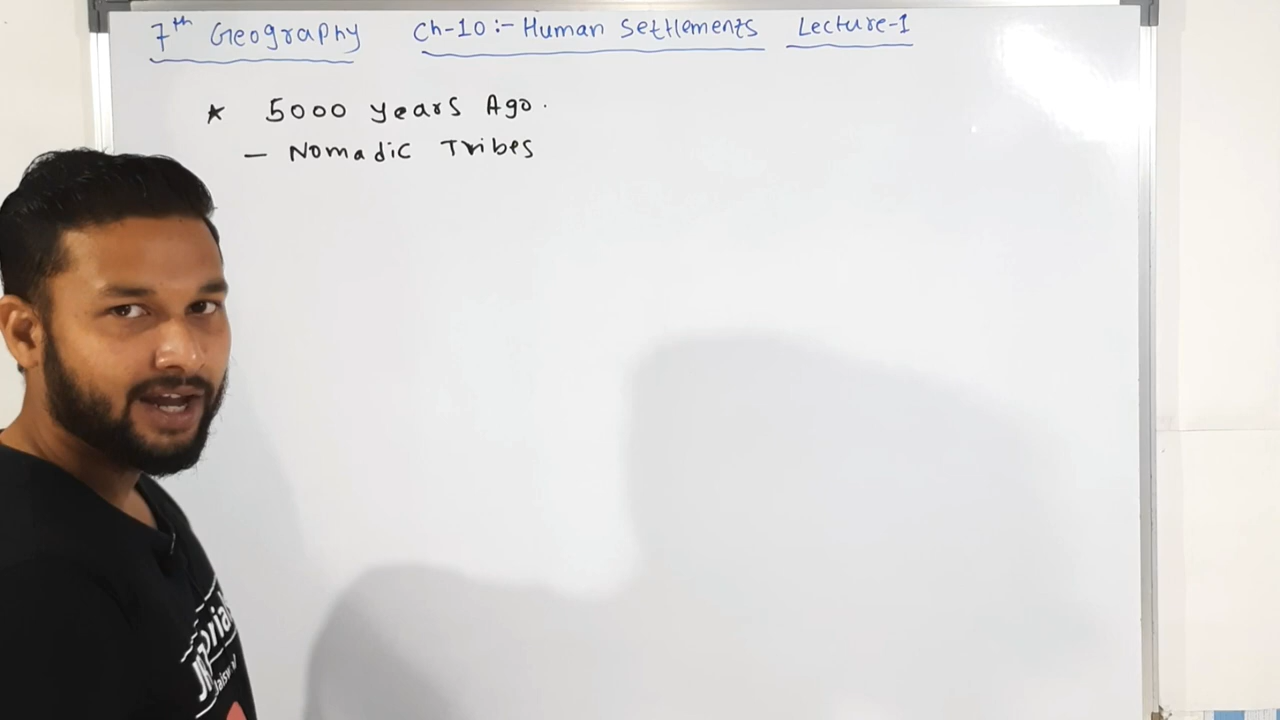 7th Geography Ch-10:- Human Settlements Lecture-1
* 5000 years Ago.
- Nomadic Tribes